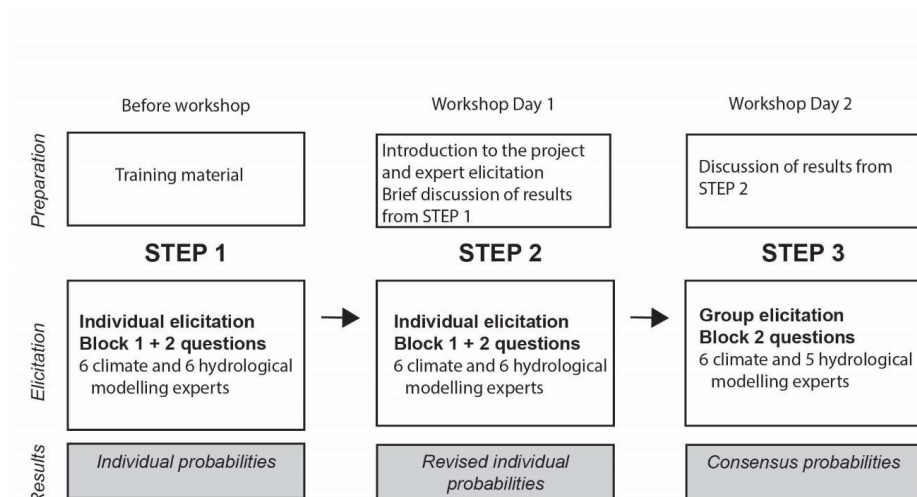 Before workshop
Workshop Day 1
Workshop Day 2
Preparation
Training material
Introduction to the project
and expert elicitation
Brief discussion of results
from STEP 1
Discussion of results from
STEP 2
STEP 1
STEP 2
STEP 3
Elicitation
Individual elicitation
Block 1 + 2 questions
6 climate and 6 hydrological
modelling experts
Individual elicitation
Block 1 + 2 questions
6 climate and 6 hydrological
modelling experts
Group elicitation
Block 2 questions
6 climate and 5 hydrological
modelling experts
Results
Individual probabilities
Revised individual
probabilities
Consensus probabilities